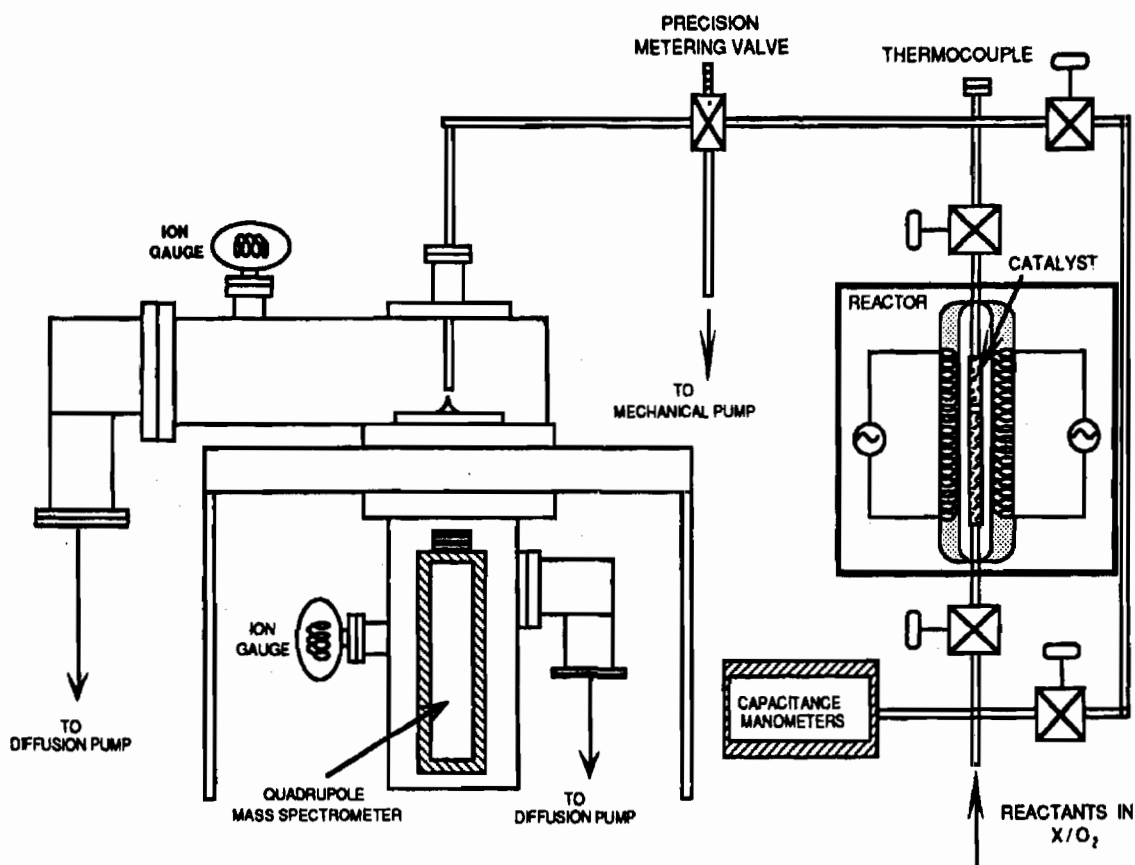 PRECISION
METERING VALVE
THERMOCOUPLE
ION
GAUGE
CATALYST
REACTOR
TO
MECHANICAL PUMP
ION
GAUGE
CAPACITANCE
MANOMETERS
TO
DIFFUSION PUMP
QUADRUPOLE
MASS SPECTROMETER
TO
DIFFUSION PUMP
REACTANTS IN
X/O₂